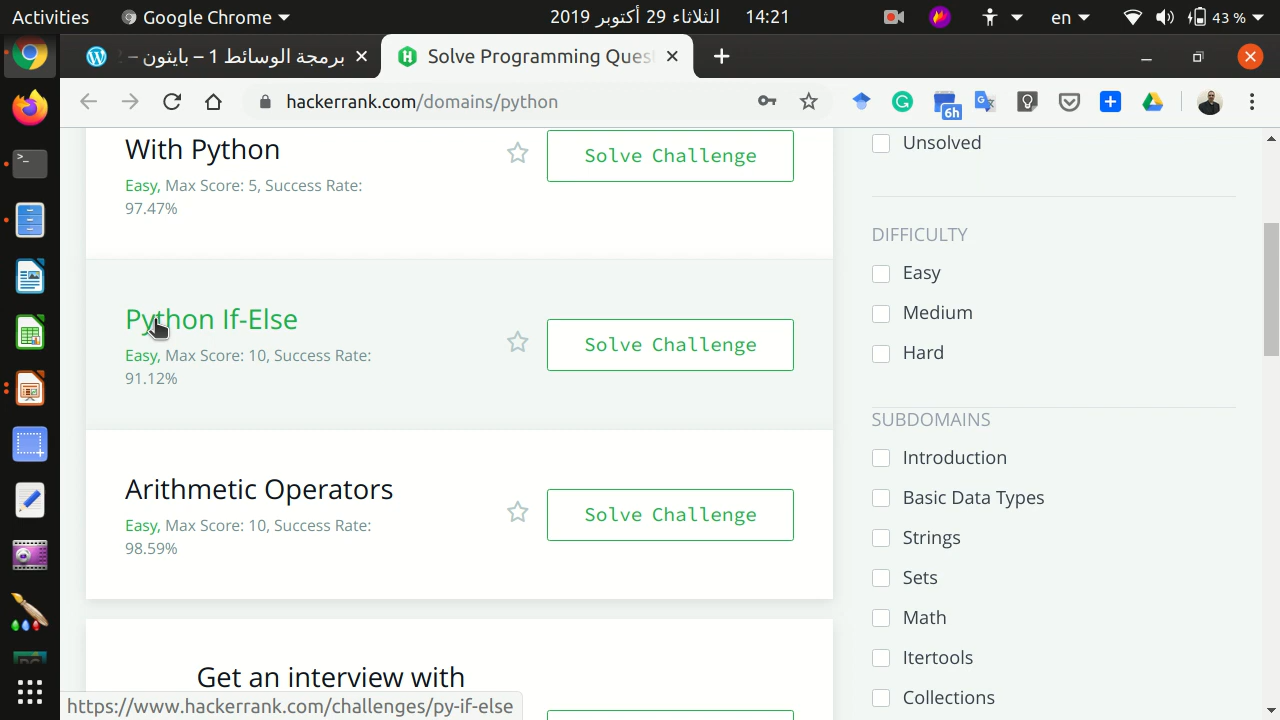 Activities Google Chrome الثلاثاء 29 أكتوبر 2019 14:21 en 43 %
برمجة الوسائط 1 – بايثون – Solve Programming Ques
hackerrank.com/domains/python 6h
With Python
Solve Challenge
Easy, Max Score: 5, Success Rate:
97.47%
Python If-Else
Solve Challenge
Easy, Max Score: 10, Success Rate:
91.12%
Arithmetic Operators
Solve Challenge
Easy, Max Score: 10, Success Rate:
98.59%
Get an interview with
Unsolved
DIFFICULTY
Easy
Medium
Hard
SUBDOMAINS
Introduction
Basic Data Types
Strings
Sets
Math
Itertools
Collections
https://www.hackerrank.com/challenges/py-if-else